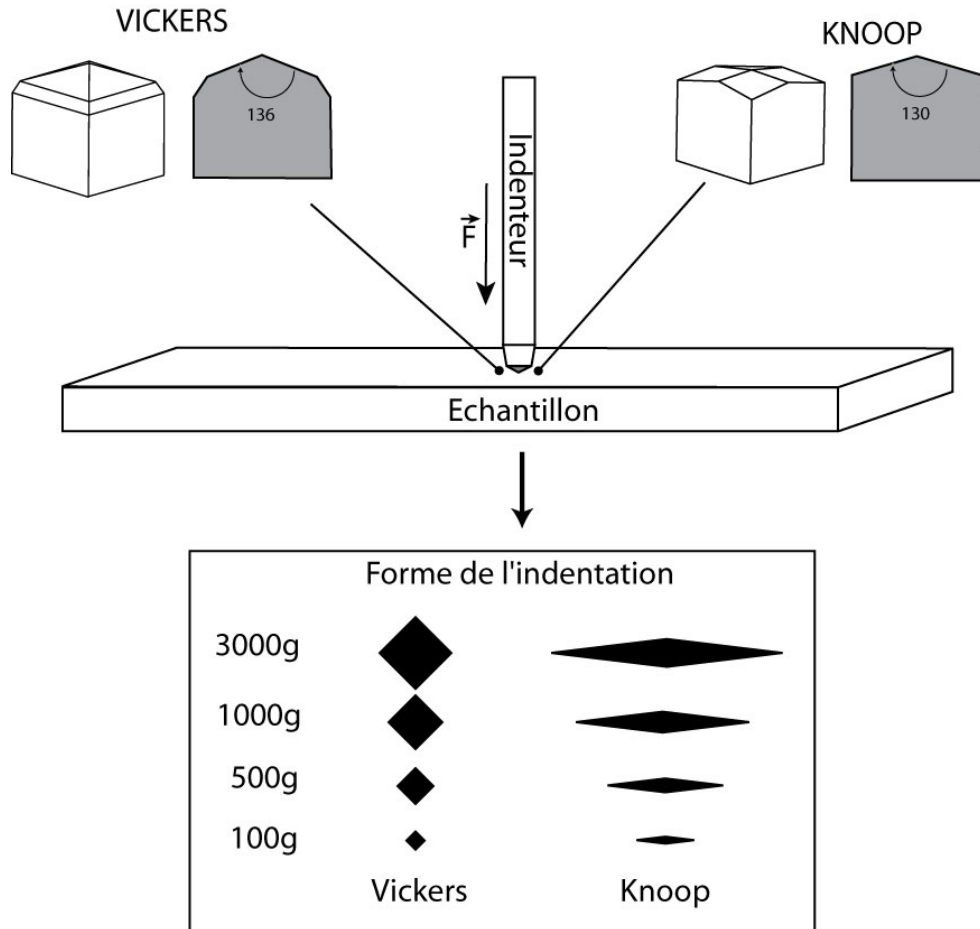 VICKERS
KNOOP
136
130
Indenteur
F
Echantillon
Forme de l'indentation
3000g
1000g
500g
100g
Vickers
Knoop